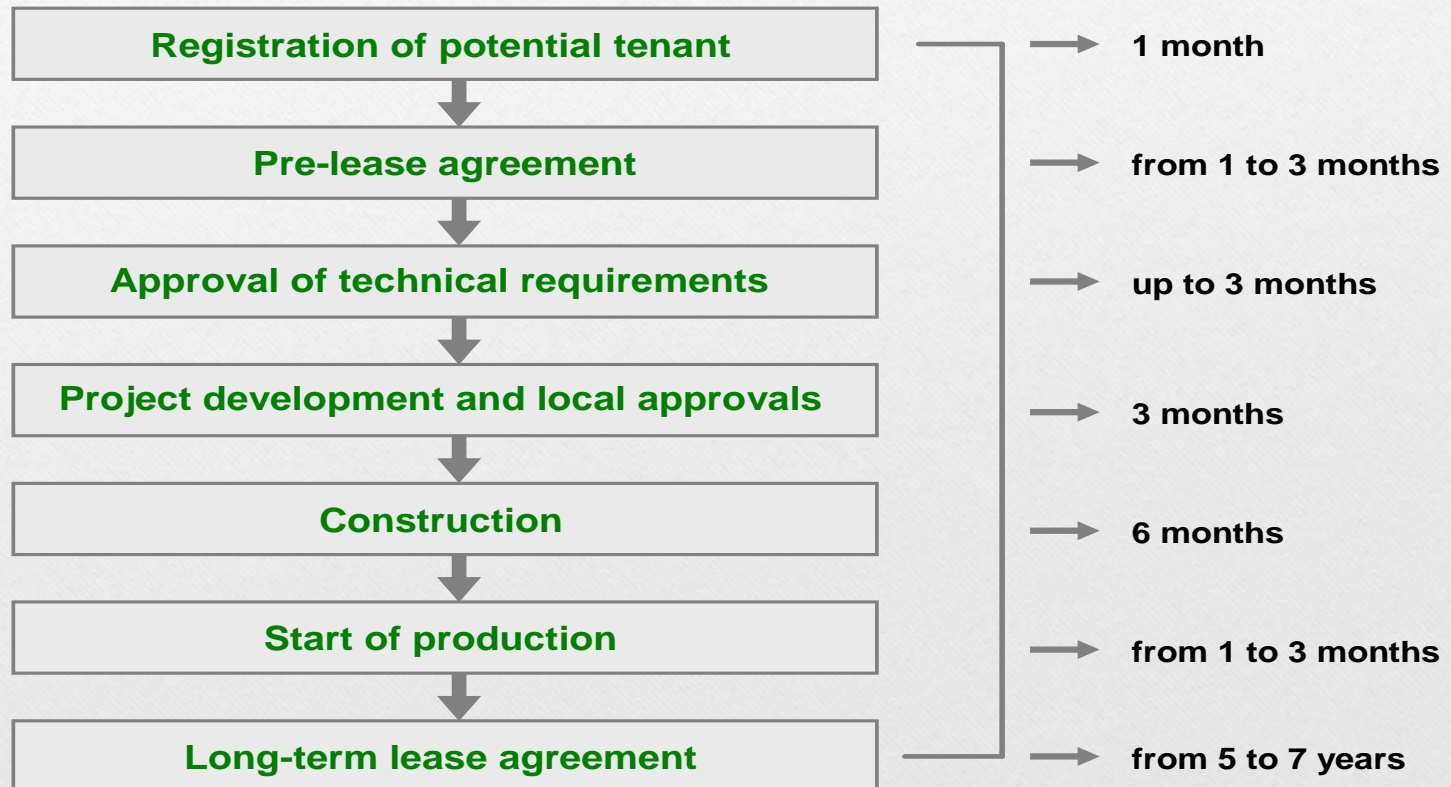 Registration of potential tenant
1 month
Pre-lease agreement
from 1 to 3 months
Approval of technical requirements
up to 3 months
Project development and local approvals
3 months
Construction
6 months
Start of production
from 1 to 3 months
Long-term lease agreement
from 5 to 7 years